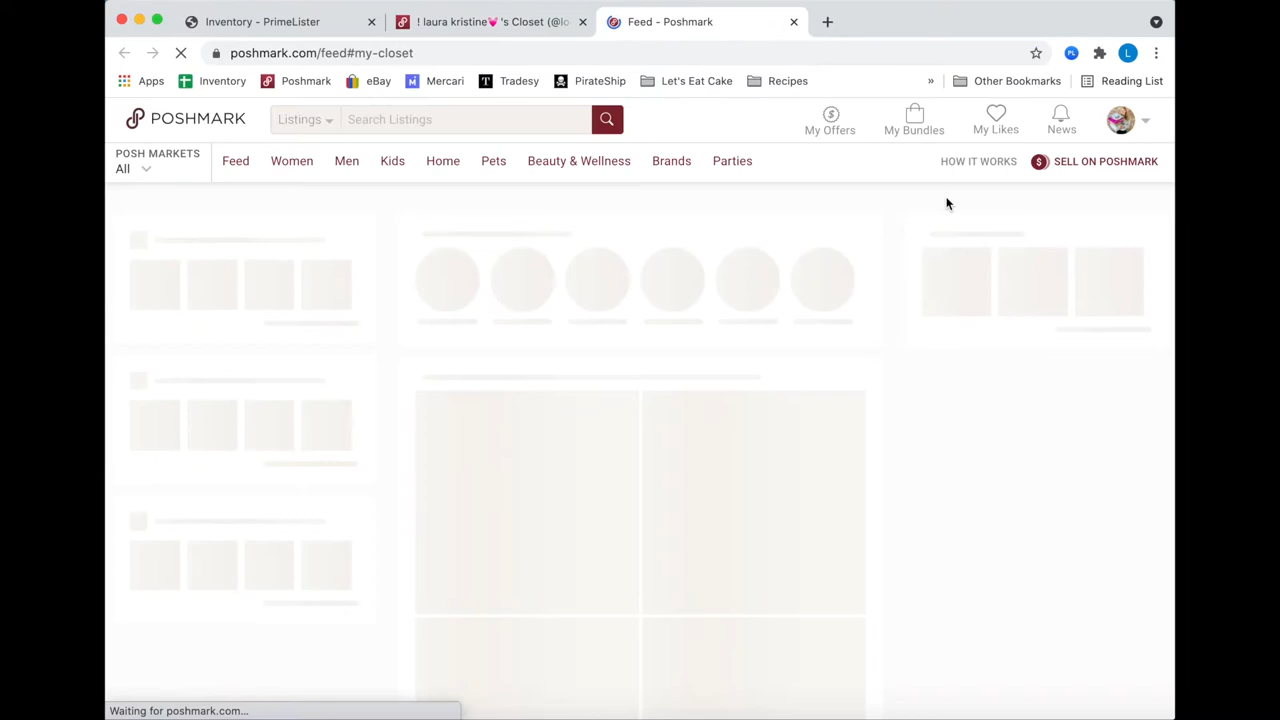 Inventory - PrimeLister
! laura kristine💓's Closet (@lo
Feed - Poshmark
poshmark.com/feed#my-closet
PL
L
Apps
Inventory
Poshmark
eBay
Mercari
Tradesy
PirateShip
Let's Eat Cake
Recipes
»
Other Bookmarks
Reading List
POSHMARK
Listings
Search Listings
My Offers
My Bundles
My Likes
News
POSH MARKETS
All
Feed
Women
Men
Kids
Home
Pets
Beauty & Wellness
Brands
Parties
HOW IT WORKS
$ SELL ON POSHMARK
Waiting for poshmark.com...